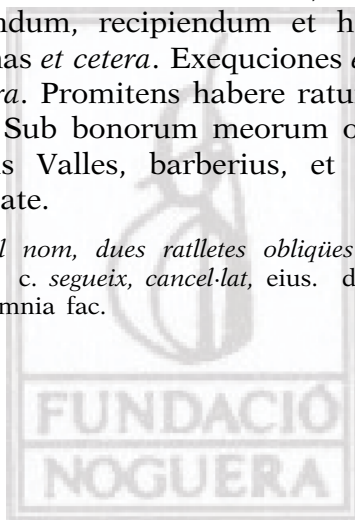 ndum, recipiendum et h
nas et cetera. Exequciones e
ra. Promitens habere ratu
Sub bonorum meorum o
s Valles, barberius, et
ate.
l nom, dues ratlletes obliqües
c. segueix, cancel·lat, eius. d
mnia fac.
FUNDACIÓ
NOGUERA